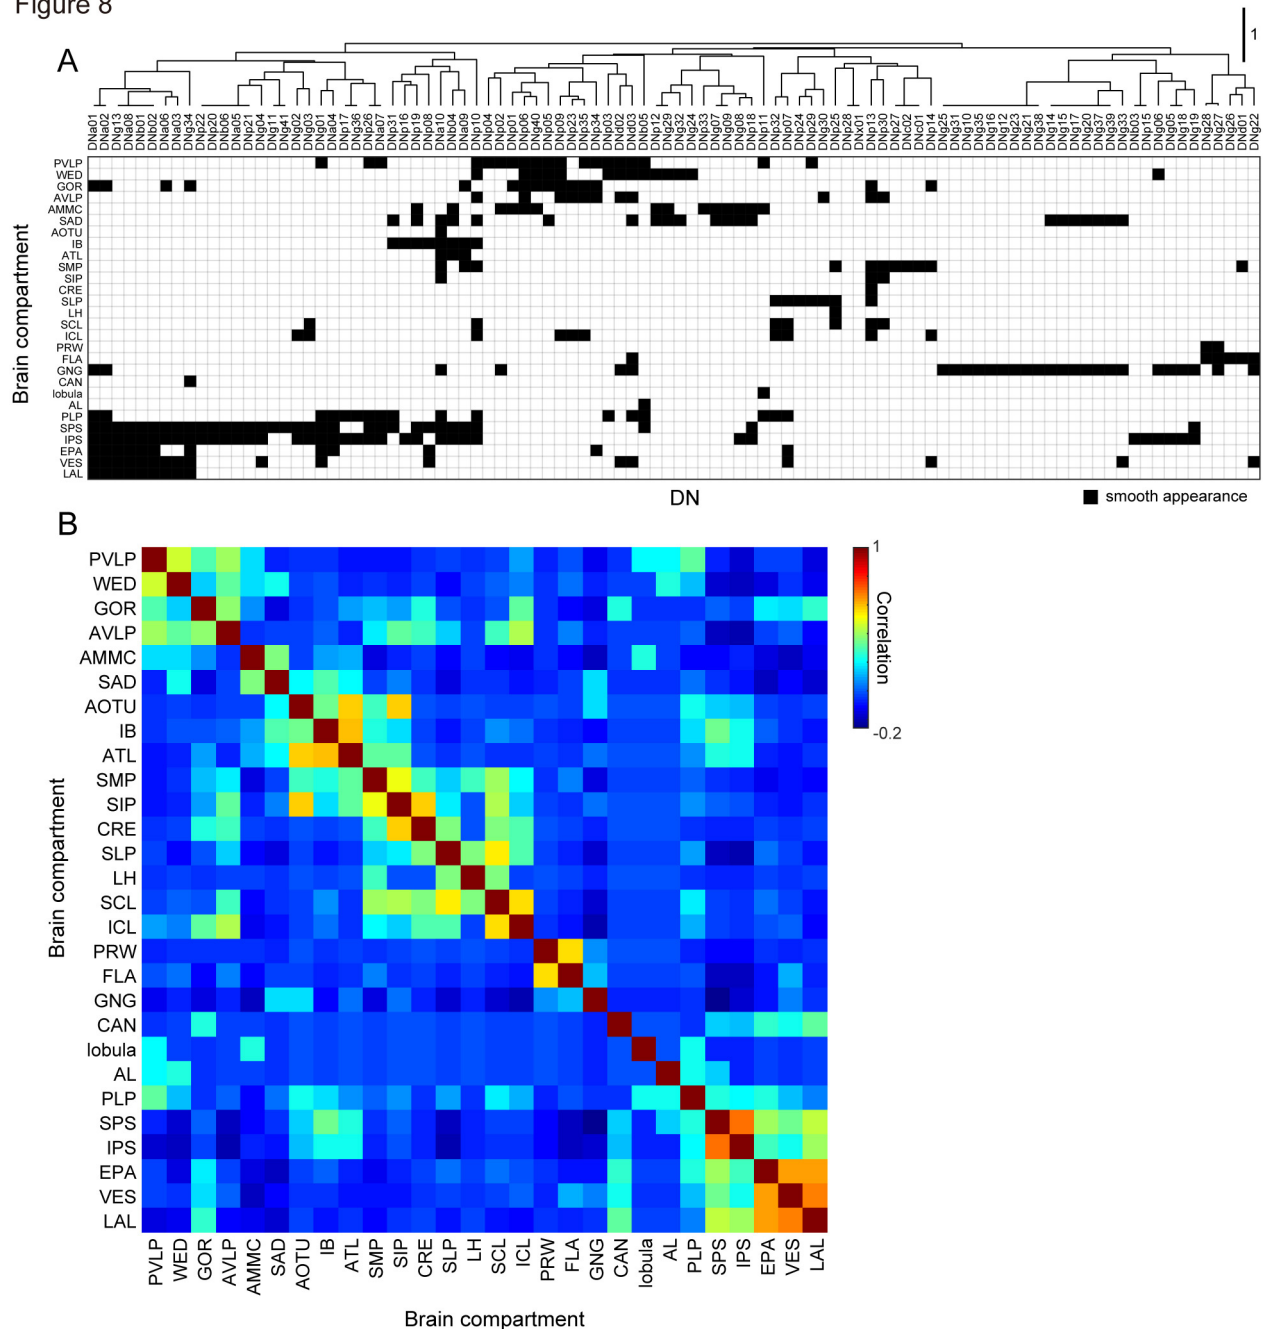 Figure 8
A
1
DNa01 DNa02 DNg13 DNa08 DNb01 DNb02 DNa06 DNa03 DNg34 DNp22 DNp20 DNb06 DNa05 DNp21 DNg04 DNg11 DNg41 DNg02 DNg03 DNg01 DNa04 DNp17 DNg36 DNp26 DNa07 DNp31 DNp16 DNp19 DNp08 DNa10 DNb04 DNa09 DNp10 DNp04 DNp02 DNp01 DNp06 DNg40 DNp05 DNp09 DNp23 DNp35 DNp34 DNp03 DNd02 DNd03 DNb05 DNp12 DNg29 DNg32 DNg24 DNp33 DNg07 DNg09 DNg08 DNp18 DNp11 DNp32 DNp07 DNp24 DNp29 DNg30 DNp25 DNp28 DNx01 DNp13 DNp30 DNp27 DNc02 DNc01 DNp14 DNg25 DNg31 DNg10 DNg35 DNg16 DNg12 DNg23 DNg21 DNg38 DNg14 DNg15 DNg17 DNg20 DNg37 DNg39 DNg33 DNb03 DNp15 DNg06 DNg05 DNg18 DNg19 DNg28 DNg27 DNg26 DNd01 DNg22
PVLP
WED
GOR
AVLP
AMMC
SAD
AOTU
IB
ATL
SMP
SIP
CRE
SLP
LH
SCL
ICL
PRW
FLA
GNG
CAN
lobula
AL
PLP
SPS
IPS
EPA
VES
LAL
Brain compartment
DN
smooth appearance
B
PVLP
WED
GOR
AVLP
AMMC
SAD
AOTU
IB
ATL
SMP
SIP
CRE
SLP
LH
SCL
ICL
PRW
FLA
GNG
CAN
lobula
AL
PLP
SPS
IPS
EPA
VES
LAL
Brain compartment
1
Correlation
-0.2
PVLP WED GOR AVLP AMMC SAD AOTU IB ATL SMP SIP CRE SLP LH SCL ICL PRW FLA GNG CAN lobula AL PLP SPS IPS EPA VES LAL
Brain compartment